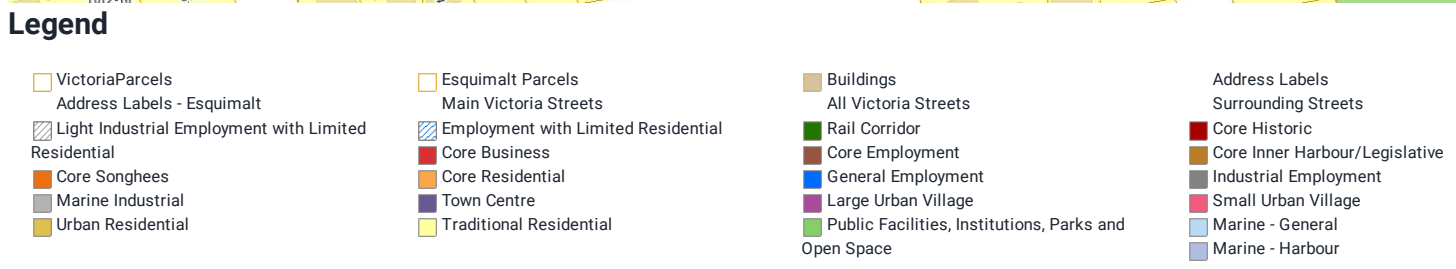 Legend
VictoriaParcels
Address Labels - Esquimalt
Light Industrial Employment with Limited
Residential
Core Songhees
Marine Industrial
Urban Residential
Esquimalt Parcels
Main Victoria Streets
Employment with Limited Residential
Core Business
Core Residential
Town Centre
Traditional Residential
Buildings
All Victoria Streets
Rail Corridor
Core Employment
General Employment
Large Urban Village
Public Facilities, Institutions, Parks and
Open Space
Address Labels
Surrounding Streets
Core Historic
Core Inner Harbour/Legislative
Industrial Employment
Small Urban Village
Marine - General
Marine - Harbour